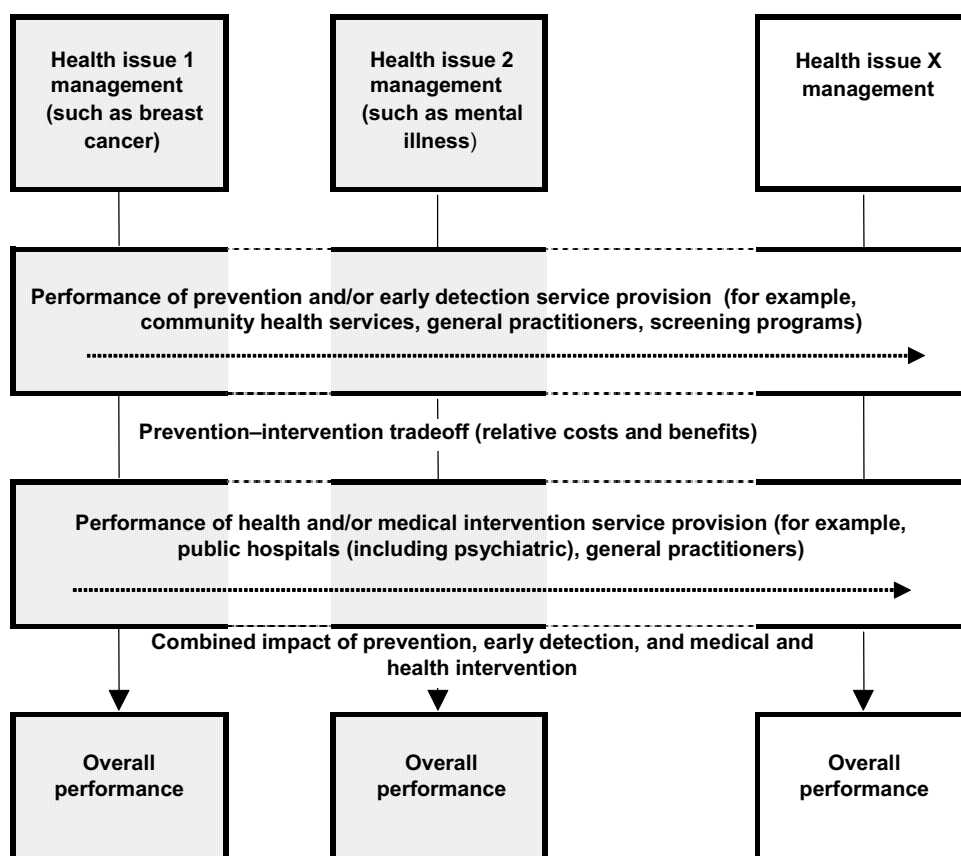 Health issue 1
management
(such as breast
cancer)
Health issue 2
management
(such as mental
illness)
Health issue X
management
Performance of prevention and/or early detection service provision (for example,
community health services, general practitioners, screening programs)
Prevention–intervention tradeoff (relative costs and benefits)
Performance of health and/or medical intervention service provision (for example,
public hospitals (including psychiatric), general practitioners)
Combined impact of prevention, early detection, and medical and
health intervention
Overall
performance
Overall
performance
Overall
performance